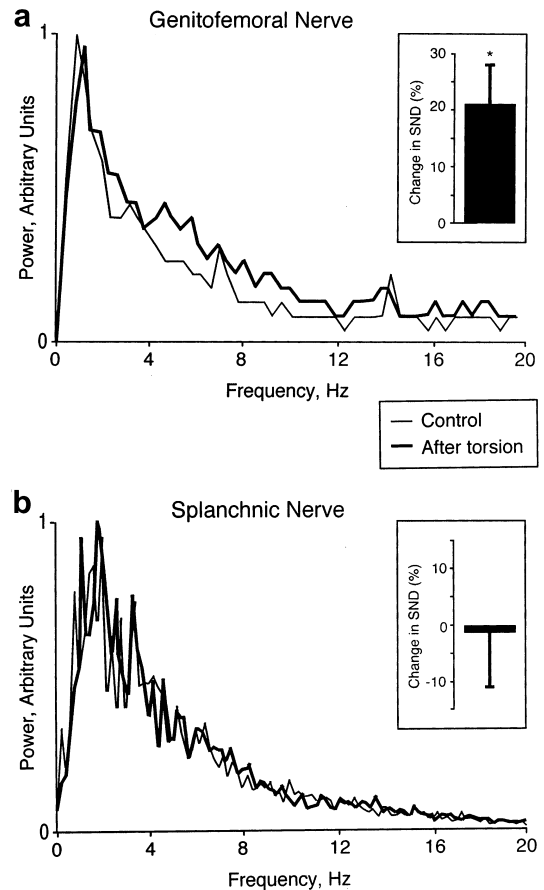 a
Genitofemoral Nerve
Power, Arbitrary Units
1
0
0 4 8 12 16 20
Frequency, Hz
Change in SND (%)
30
20
10
0
*
Control
After torsion
b
Splanchnic Nerve
Power, Arbitrary Units
1
0
0 4 8 12 16 20
Frequency, Hz
Change in SND (%)
10
0
-10